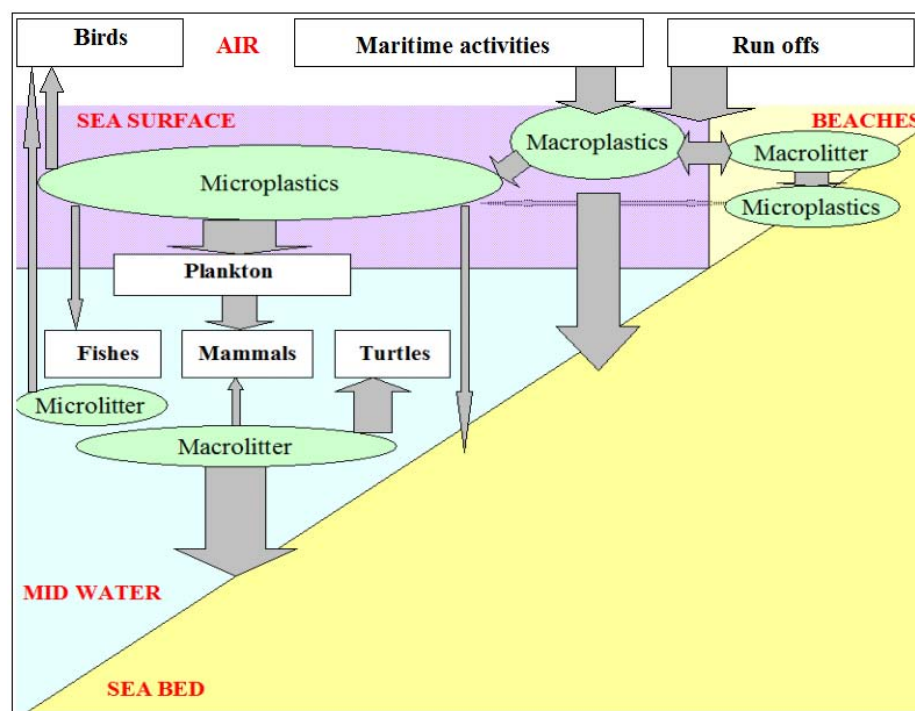 Birds
AIR
Maritime activities
Run offs
SEA SURFACE
BEACHES
Macroplastics
Macrolitter
Microplastics
Microplastics
Plankton
Fishes
Mammals
Turtles
Microlitter
Macrolitter
MID WATER
SEA BED